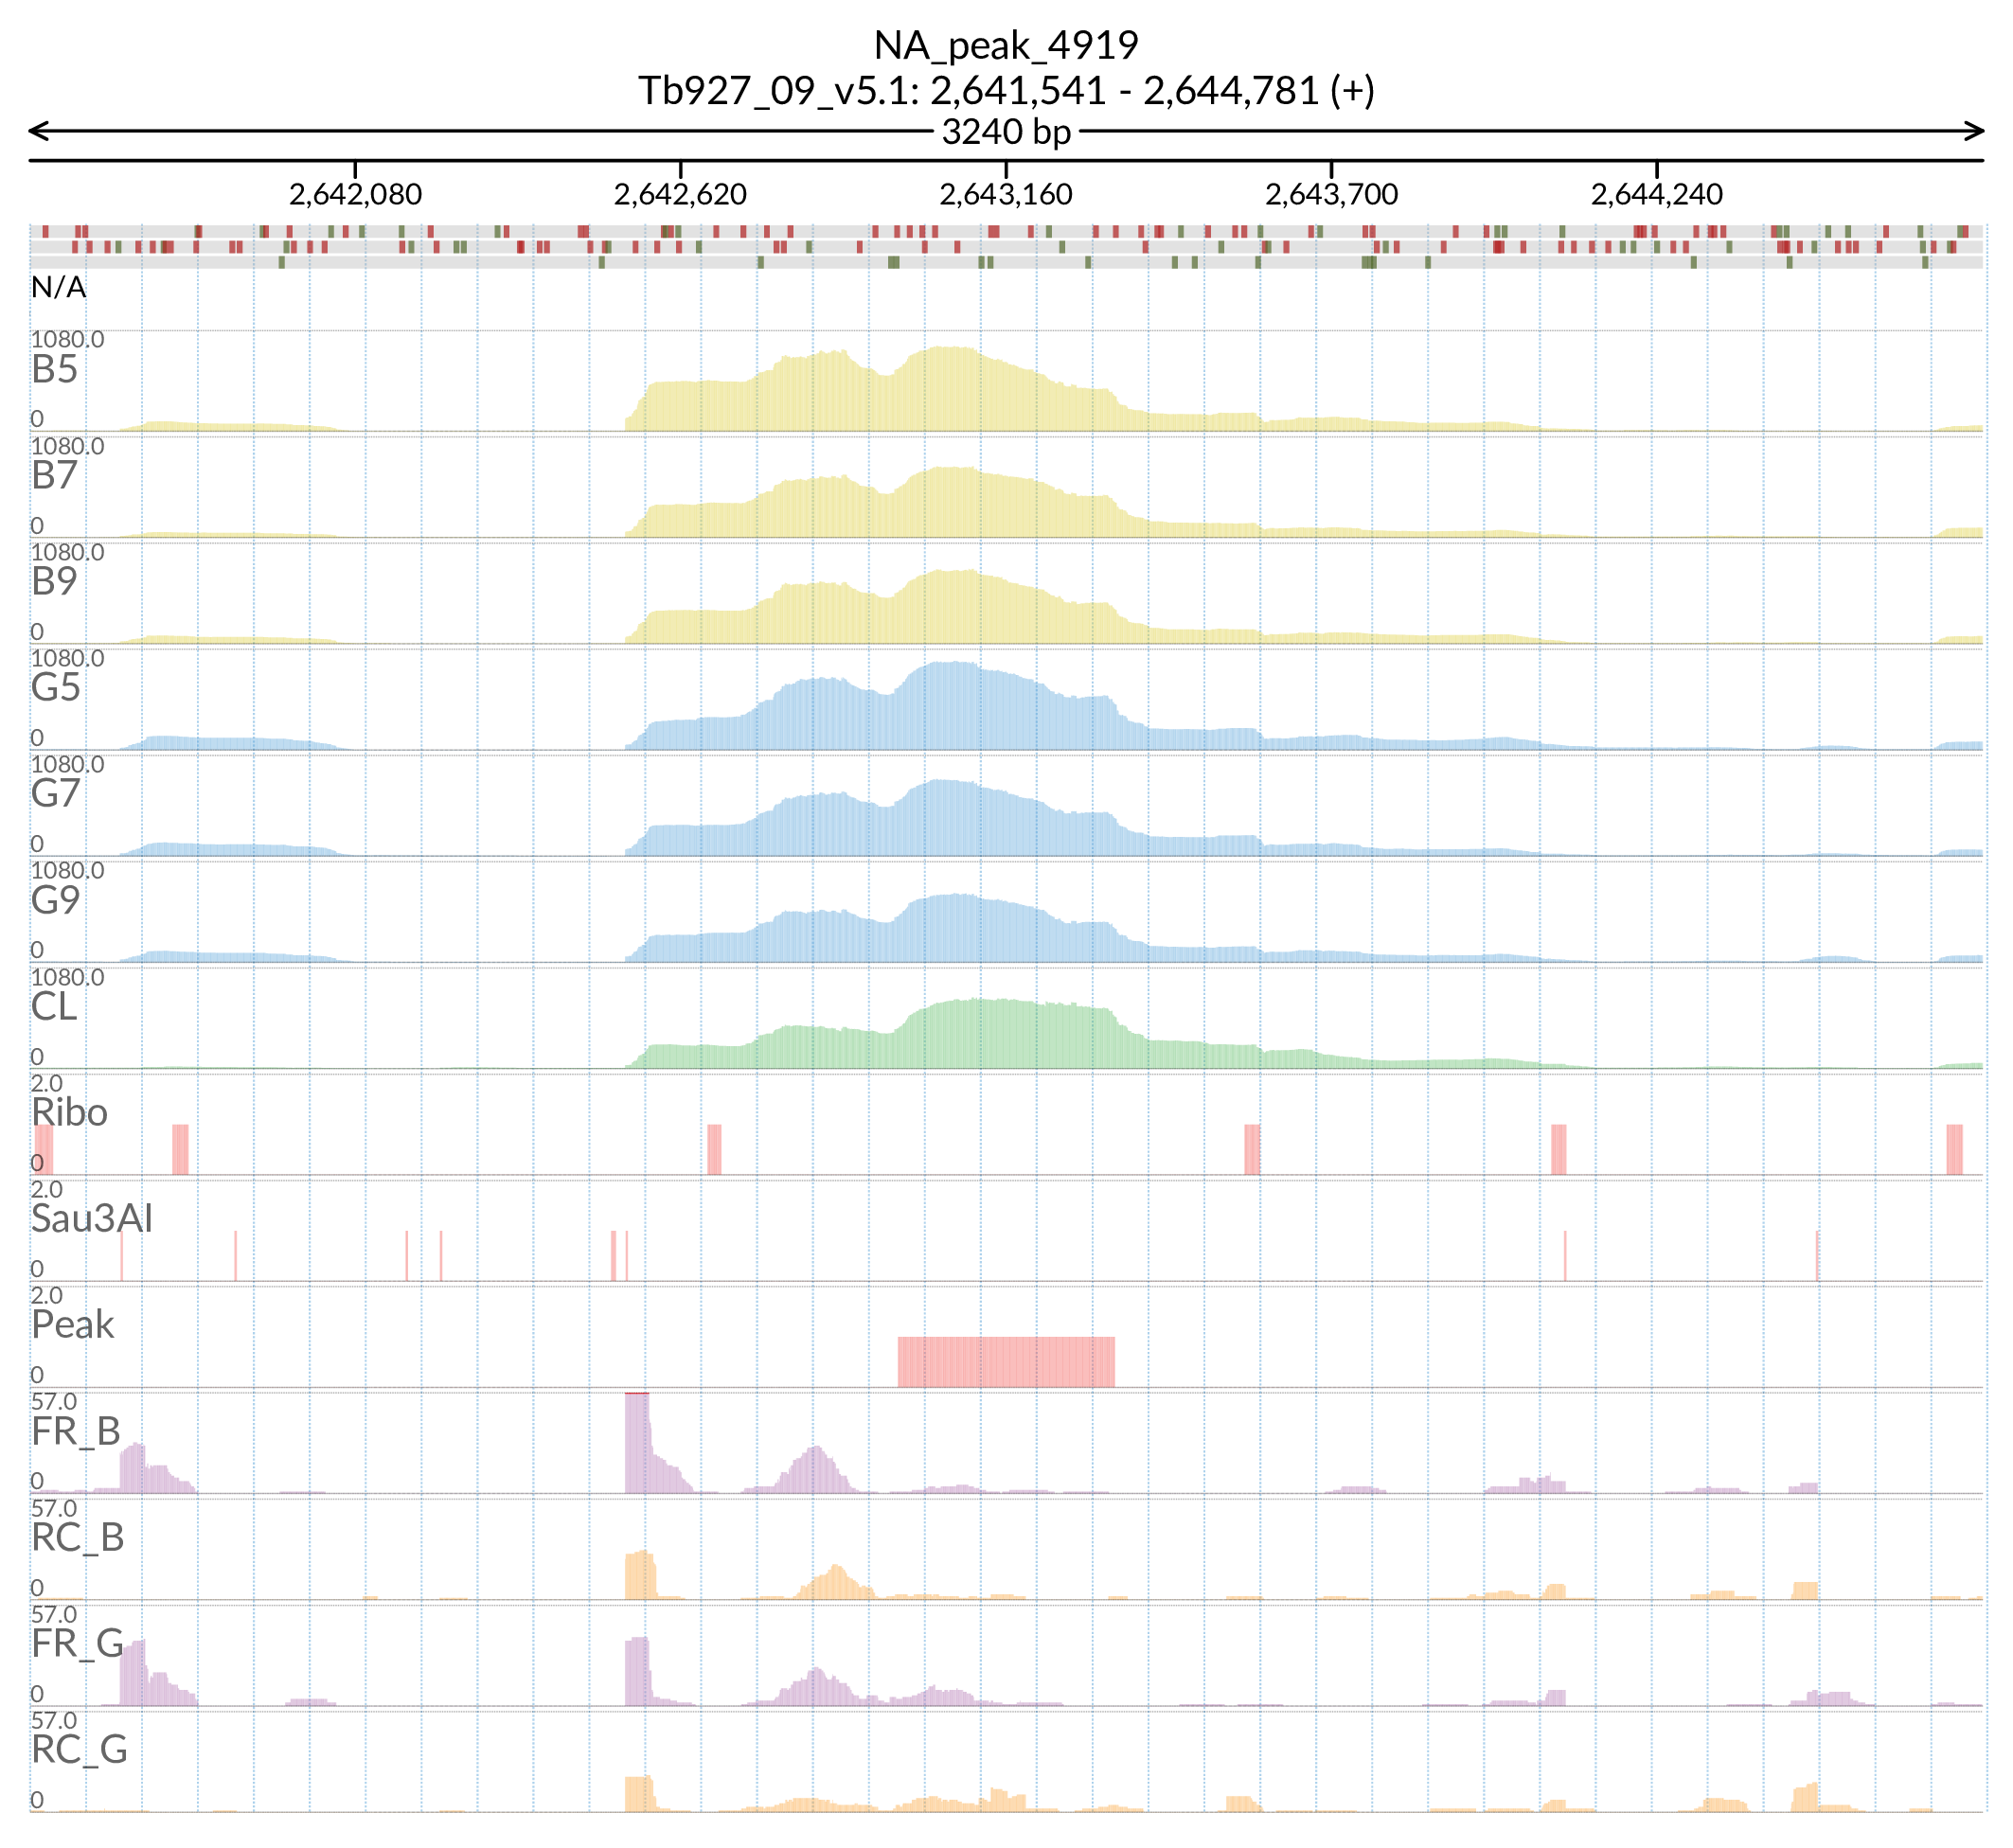 NA_peak_4919
Tb927_09_v5.1: 2,641,541 - 2,644,781 (+)
3240 bp
2,642,080 2,642,620 2,643,160 2,643,700 2,644,240
N/A
1080.0
B5
0
1080.0
B7
0
1080.0
B9
0
1080.0
G5
0
1080.0
G7
0
1080.0
G9
0
1080.0
CL
0
2.0
Ribo
0
2.0
Sau3AI
0
2.0
Peak
0
57.0
FR_B
0
57.0
RC_B
0
57.0
FR_G
0
57.0
RC_G
0